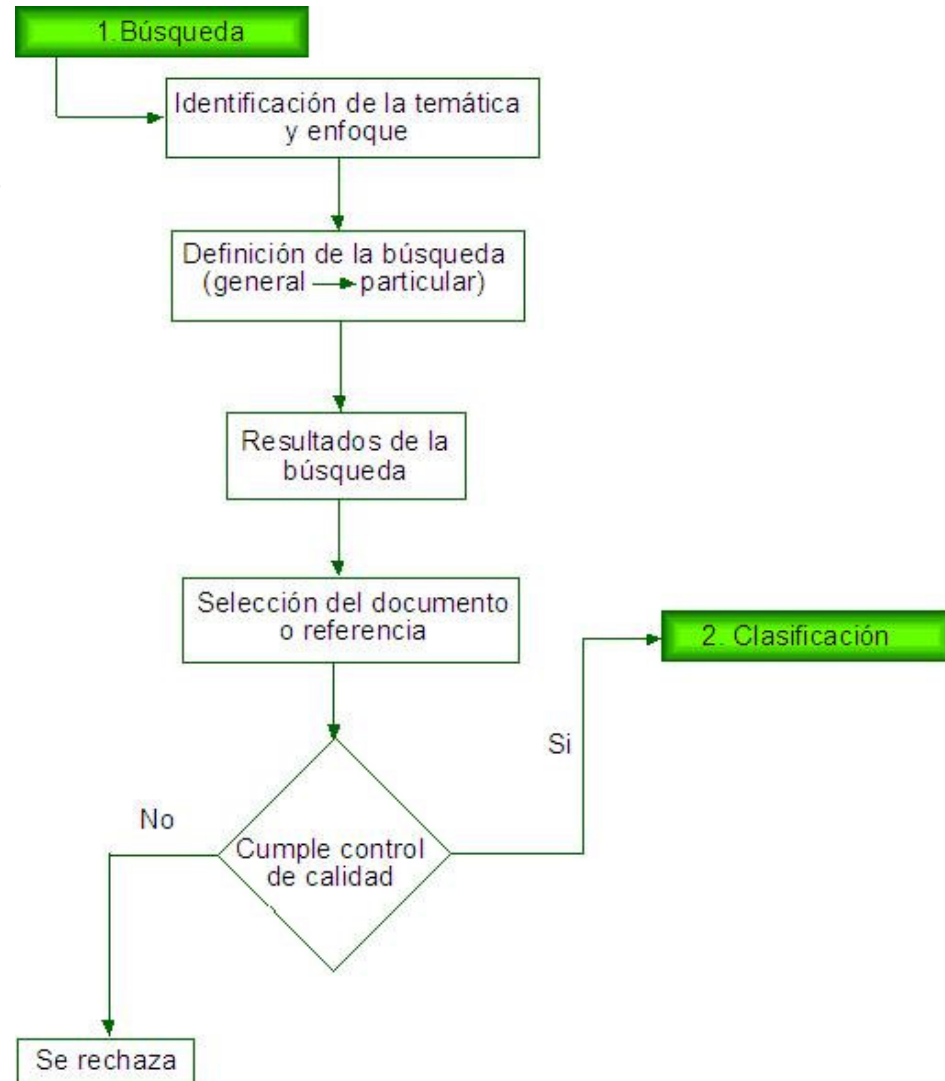 1.Búsqueda
Identificación de la temática
y enfoque
Definición de la búsqueda
(general → particular)
Resultados de la
búsqueda
Selección del documento
o referencia
2. Clasificación
Si
No
Cumple control
de calidad
Se rechaza